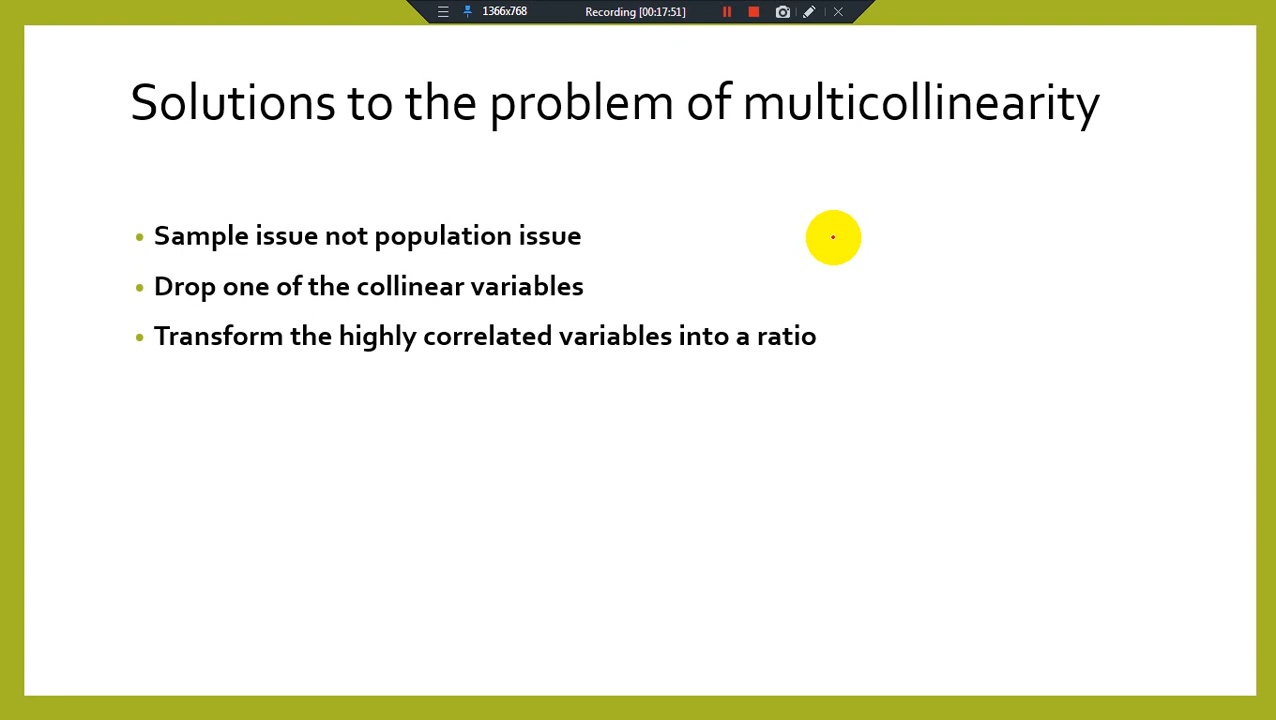 1366x768 Recording [00:17:51]
Solutions to the problem of multicollinearity
• Sample issue not population issue
• Drop one of the collinear variables
• Transform the highly correlated variables into a ratio